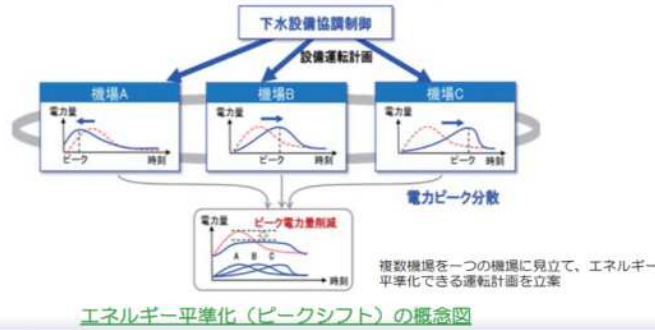 下水設備協調制御
設備運転計画
機場A
機場B
機場C
電力量
電力量
電力量
ピーク
時刻
ピーク
時刻
ピーク
時刻
電力ピーク分散
電力量
ピーク電力量削減
A B C
時刻
複数機場を一つの機場に見立て、エネルギー
平準化できる運転計画を立案
エネルギー平準化（ピークシフト）の概念図